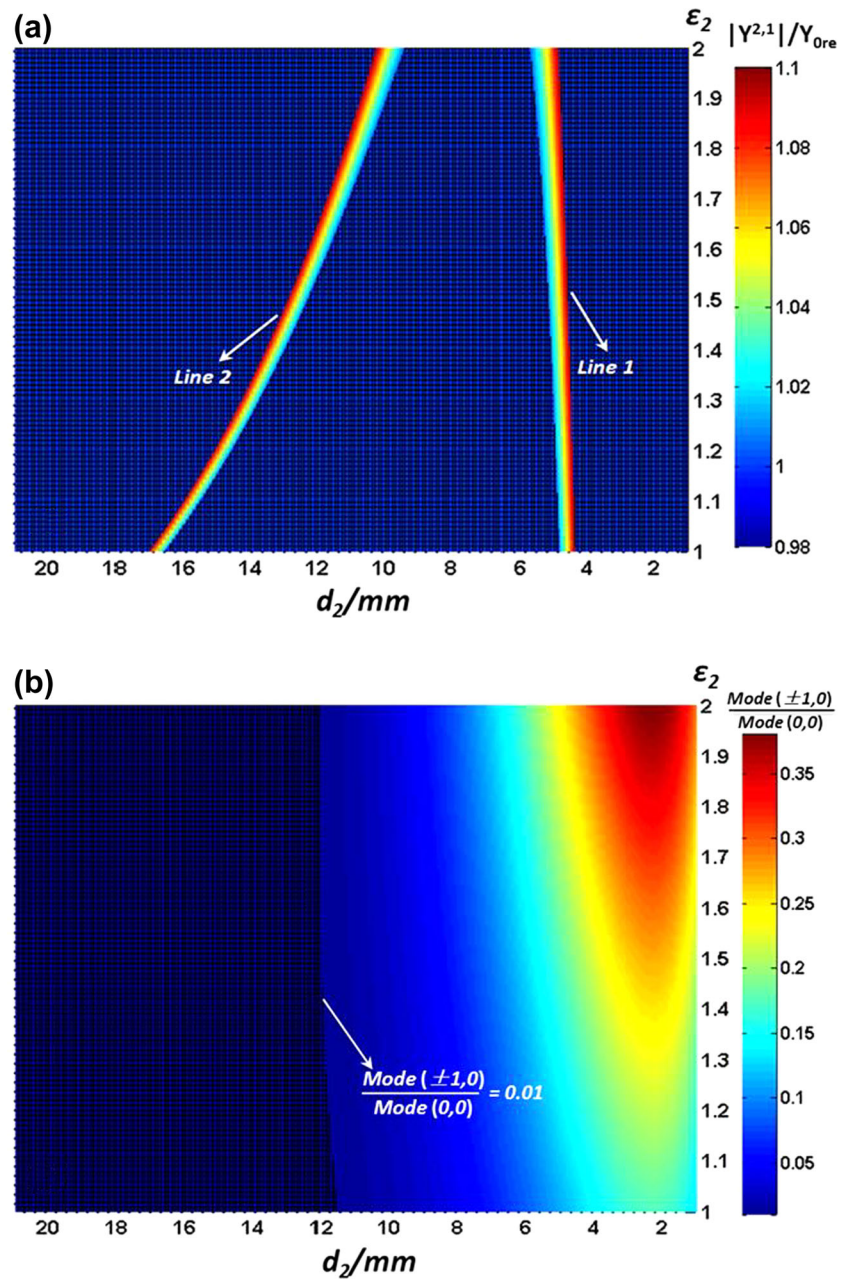 (a)
ε2
|Y2,1|/Y0re
2
1.9
1.8
1.7
1.6
1.5
1.4
1.3
1.2
1.1
1
1.1
1.08
1.06
1.04
1.02
1
0.98
Line 2
Line 1
20 18 16 14 12 10 8 6 4 2
d2/mm
(b)
ε2
Mode (±1,0)
Mode (0,0)
2
1.9
1.8
1.7
1.6
1.5
1.4
1.3
1.2
1.1
1
0.35
0.3
0.25
0.2
0.15
0.1
0.05
Mode (±1,0)
Mode (0,0) = 0.01
20 18 16 14 12 10 8 6 4 2
d2/mm